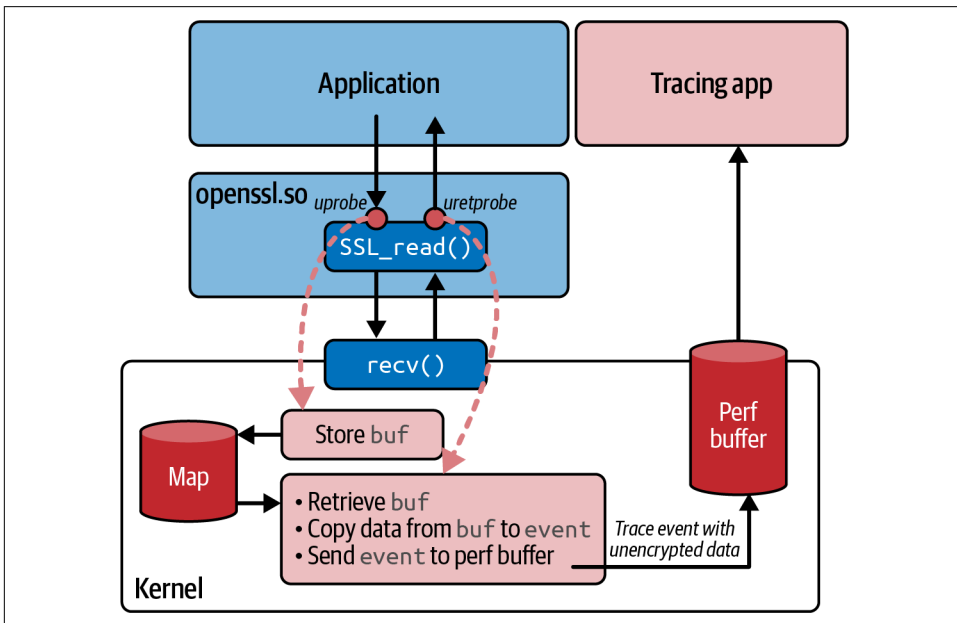 Application
Tracing app
openssl.so
uprobe
uretprobe
SSL_read()
recv()
Store buf
Map
Perf
buffer
• Retrieve buf
• Copy data from buf to event
• Send event to perf buffer
Trace event with
unencrypted data
Kernel